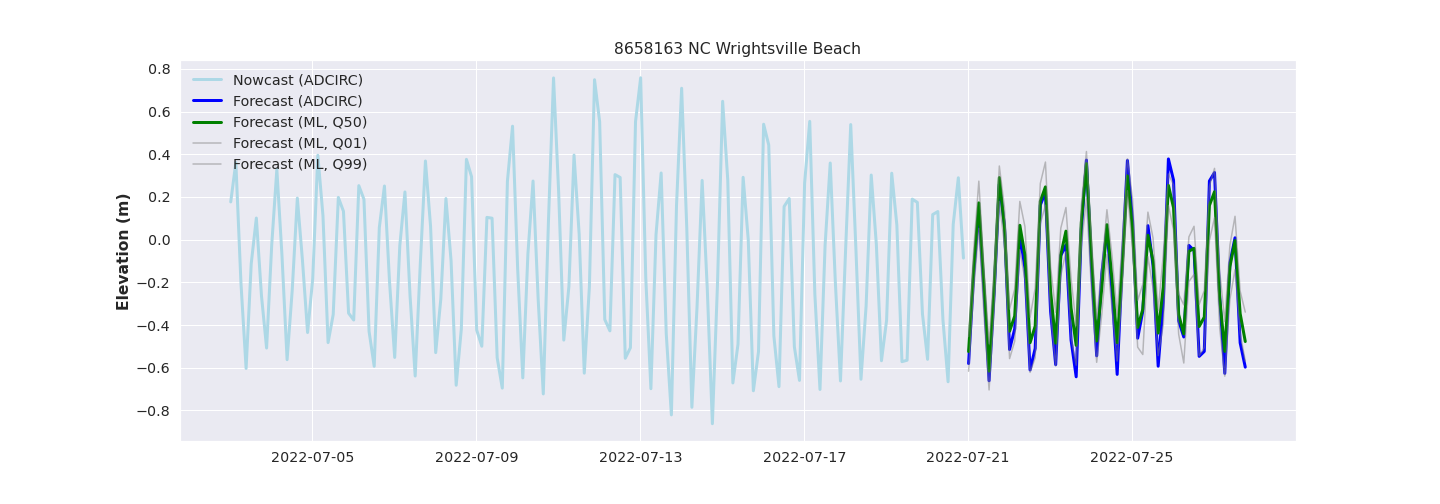 8658163 NC Wrightsville Beach
Elevation (m)
0.8
0.6
0.4
0.2
0.0
−0.2
−0.4
−0.6
−0.8
Nowcast (ADCIRC)
Forecast (ADCIRC)
Forecast (ML, Q50)
Forecast (ML, Q01)
Forecast (ML, Q99)
2022-07-05
2022-07-09
2022-07-13
2022-07-17
2022-07-21
2022-07-25